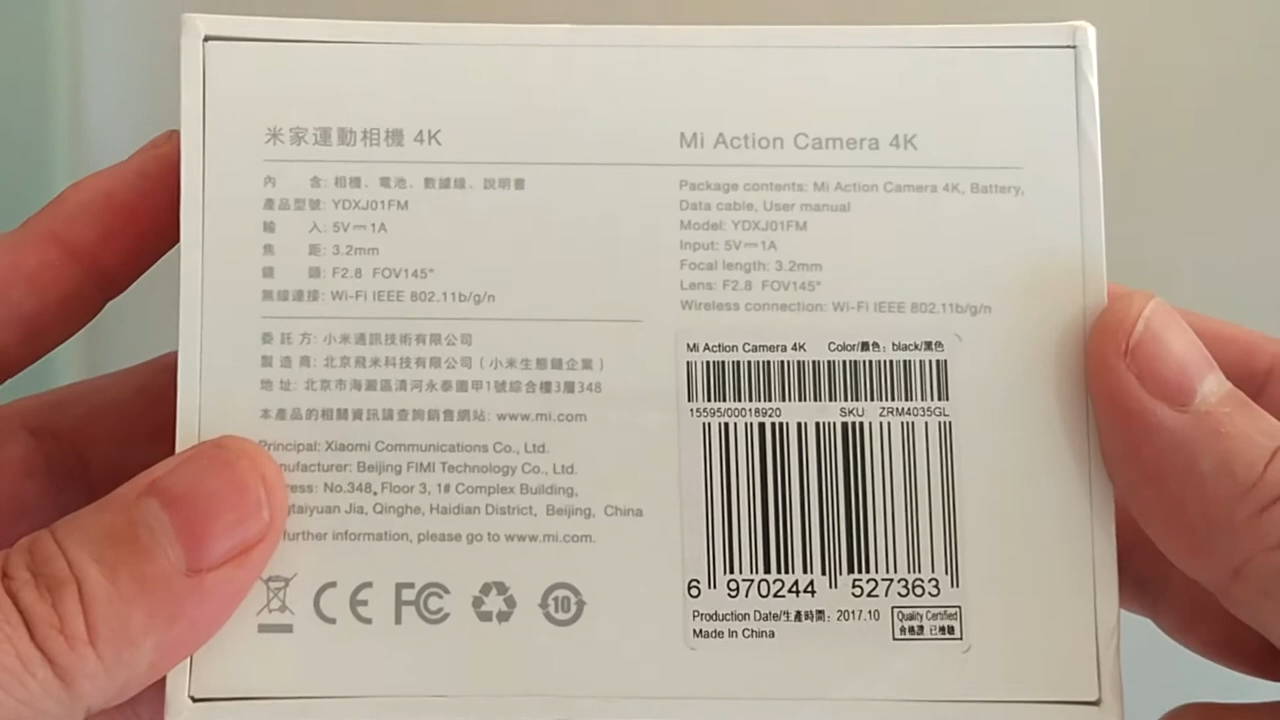 米家運動相機 4K
內 含: 相機、電池、數據線、說明書
產品型號: YDXJ01FM
輸 入: 5V⎓1A
焦 距: 3.2mm
鏡 頭: F2.8 FOV145°
無線連接: Wi-Fi IEEE 802.11b/g/n
委 託 方: 小米通訊技術有限公司
製 造 商: 北京飛米科技有限公司（小米生態鏈企業）
地 址: 北京市海澱區清河永泰園甲1號綜合樓3層348
本產品的相關資訊請查詢銷售網站: www.mi.com
Principal: Xiaomi Communications Co., Ltd.
nufacturer: Beijing FIMI Technology Co., Ltd.
ress: No.348, Floor 3, 1# Complex Building,
gtaiyuan Jia, Qinghe, Haidian District, Beijing, China
further information, please go to www.mi.com.
CE FC 10
Mi Action Camera 4K
Package contents: Mi Action Camera 4K, Battery,
Data cable, User manual
Model: YDXJ01FM
Input: 5V⎓1A
Focal length: 3.2mm
Lens: F2.8 FOV145°
Wireless connection: Wi-Fi IEEE 802.11b/g/n
Mi Action Camera 4K Color/顏色: black/黑色
15595/00018920 SKU ZRM4035GL
6 970244 527363
Production Date/生產時間: 2017.10
Made In China
Quality Certified
合格證 已檢驗